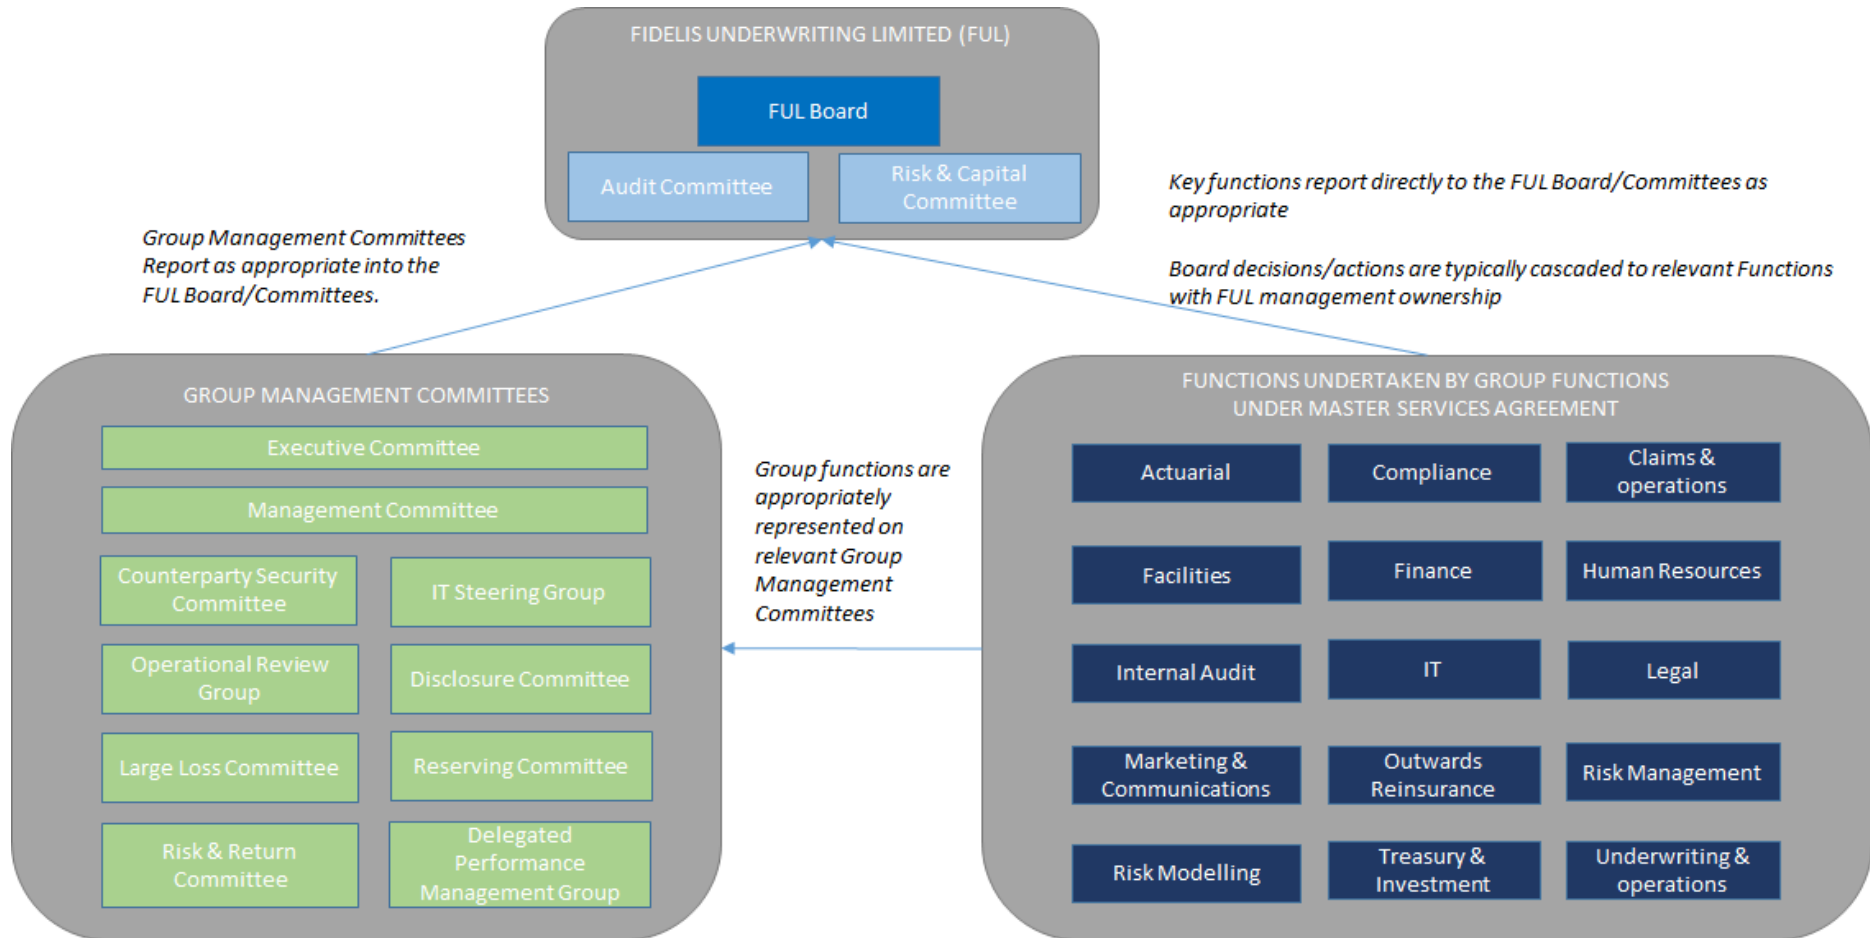 FIDELIS UNDERWRITING LIMITED (FUL)
FUL Board
Audit Committee
Risk & Capital
Committee
Group Management Committees
Report as appropriate into the
FUL Board/Committees.
Key functions report directly to the FUL Board/Committees as
appropriate
Board decisions/actions are typically cascaded to relevant Functions
with FUL management ownership
GROUP MANAGEMENT COMMITTEES
Executive Committee
Management Committee
Counterparty Security
Committee
IT Steering Group
Operational Review
Group
Disclosure Committee
Large Loss Committee
Reserving Committee
Risk & Return
Committee
Delegated
Performance
Management Group
Group functions are
appropriately
represented on
relevant Group
Management
Committees
FUNCTIONS UNDERTAKEN BY GROUP FUNCTIONS
UNDER MASTER SERVICES AGREEMENT
Actuarial
Compliance
Claims &
operations
Facilities
Finance
Human Resources
Internal Audit
IT
Legal
Marketing &
Communications
Outwards
Reinsurance
Risk Management
Risk Modelling
Treasury &
Investment
Underwriting &
operations